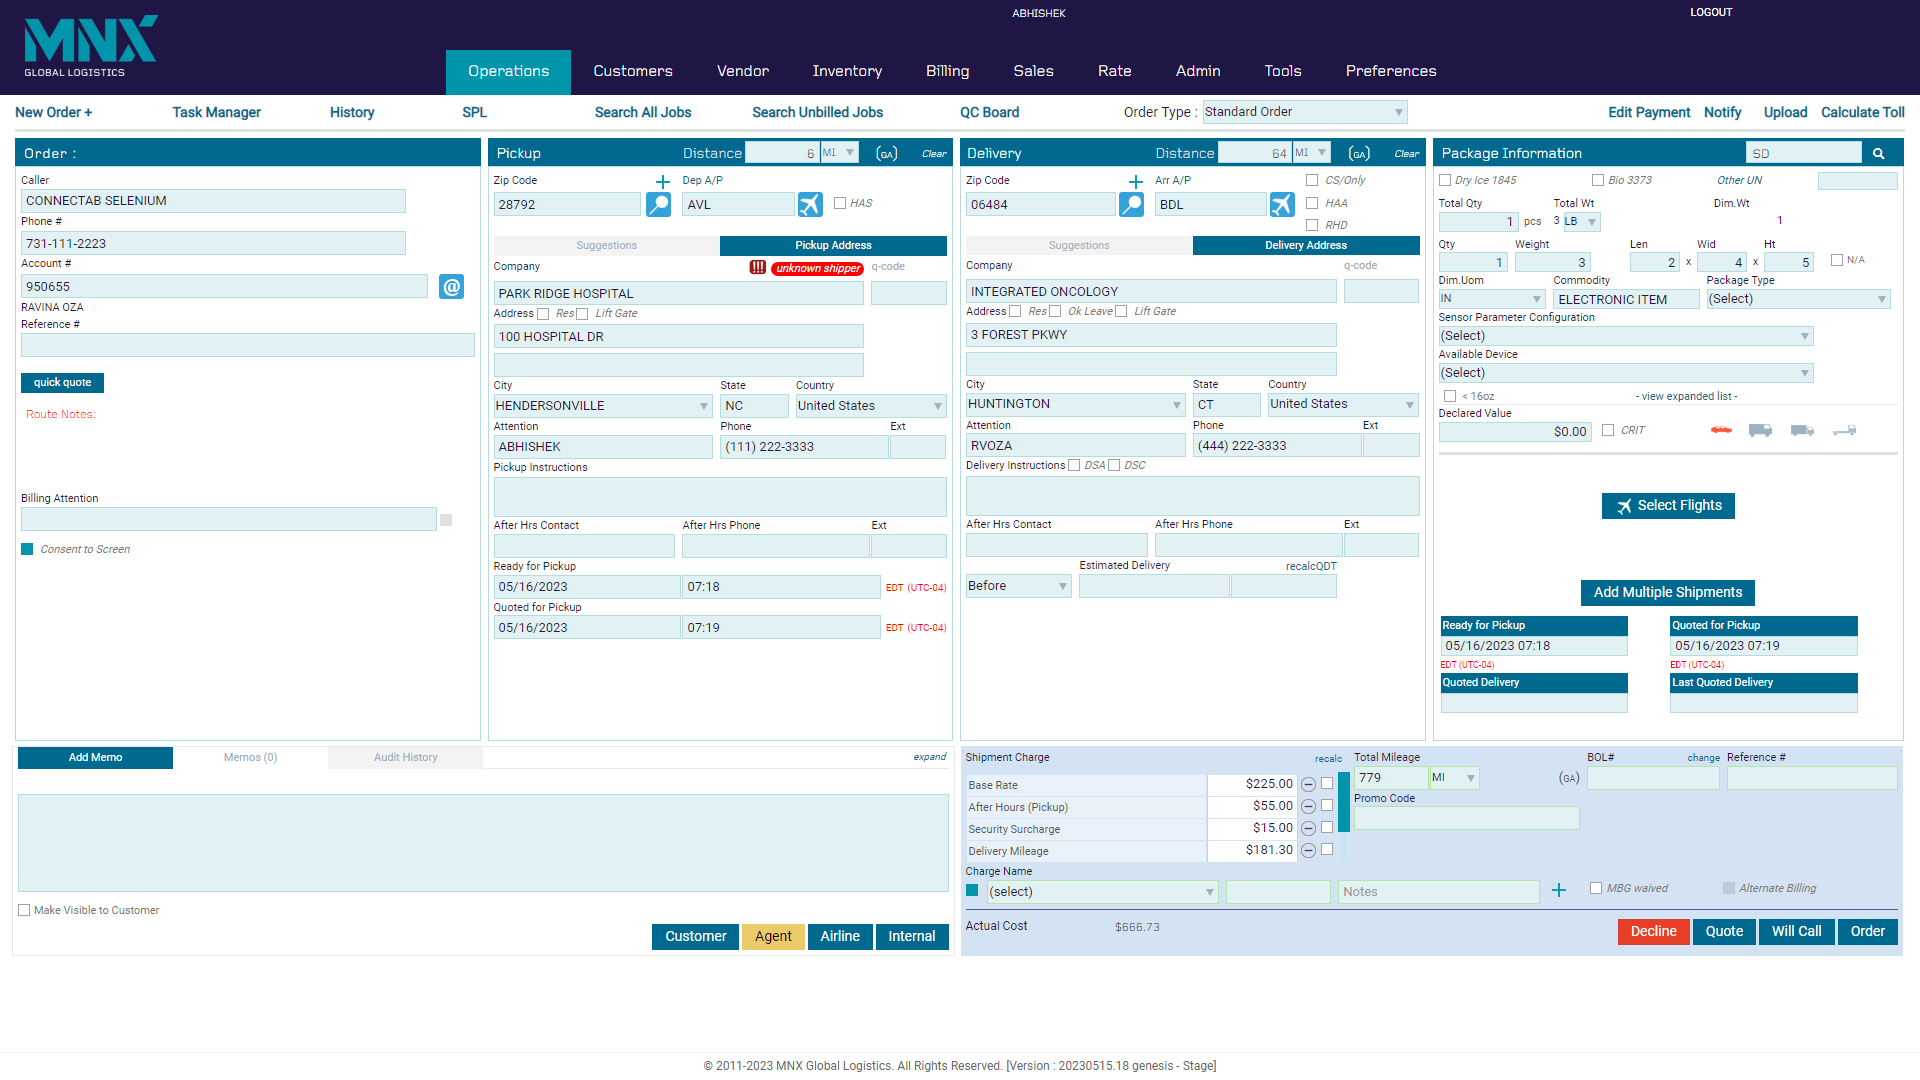 MNX
GLOBAL LOGISTICS
ABHISHEK
LOGOUT
Operations Customers Vendor Inventory Billing Sales Rate Admin Tools Preferences
New Order + Task Manager History SPL Search All Jobs Search Unbilled Jobs QC Board Order Type : Standard Order Edit Payment Notify Upload Calculate Toll
Order :
Caller
CONNECTAB SELENIUM
Phone #
731-111-2223
Account #
950655
@
RAVINA OZA
Reference #
quick quote
Route Notes:
Billing Attention
Consent to Screen
Pickup Distance 6 MI (GA) Clear
Zip Code + Dep A/P
28792 AVL HAS
Suggestions Pickup Address
Company unknown shipper q-code
PARK RIDGE HOSPITAL
Address Res Lift Gate
100 HOSPITAL DR
City State Country
HENDERSONVILLE NC United States
Attention Phone Ext
ABHISHEK (111) 222-3333
Pickup Instructions
After Hrs Contact After Hrs Phone Ext
Ready for Pickup
05/16/2023 07:18 EDT (UTC-04)
Quoted for Pickup
05/16/2023 07:19 EDT (UTC-04)
Delivery Distance 64 MI (GA) Clear
Zip Code + Arr A/P CS/Only
06484 BDL HAA
RHD
Suggestions Delivery Address
Company q-code
INTEGRATED ONCOLOGY
Address Res Ok Leave Lift Gate
3 FOREST PKWY
City State Country
HUNTINGTON CT United States
Attention Phone Ext
RVOZA (444) 222-3333
Delivery Instructions DSA DSC
After Hrs Contact After Hrs Phone Ext
Estimated Delivery recalcQDT
Before
Package Information SD
Dry Ice 1845 Bio 3373 Other UN
Total Qty Total Wt Dim.Wt
1 pcs 3 LB 1
Qty Weight Len Wid Ht
1 3 2 x 4 x 5 N/A
Dim.Uom Commodity Package Type
IN ELECTRONIC ITEM (Select)
Sensor Parameter Configuration
(Select)
Available Device
(Select)
< 16oz - view expanded list -
Declared Value
$0.00 CRIT
Select Flights
Add Multiple Shipments
Ready for Pickup Quoted for Pickup
05/16/2023 07:18 05/16/2023 07:19
EDT (UTC-04) EDT (UTC-04)
Quoted Delivery Last Quoted Delivery
Add Memo Memos (0) Audit History expand
Make Visible to Customer
Customer Agent Airline Internal
Shipment Charge recalc Total Mileage BOL# change Reference #
779 MI (GA)
Base Rate $225.00
Promo Code
After Hours (Pickup) $55.00
Security Surcharge $15.00
Delivery Mileage $181.30
Charge Name
(select) Notes + MBG waived Alternate Billing
Actual Cost $666.73 Decline Quote Will Call Order
© 2011-2023 MNX Global Logistics. All Rights Reserved. [Version : 20230515.18 genesis - Stage]